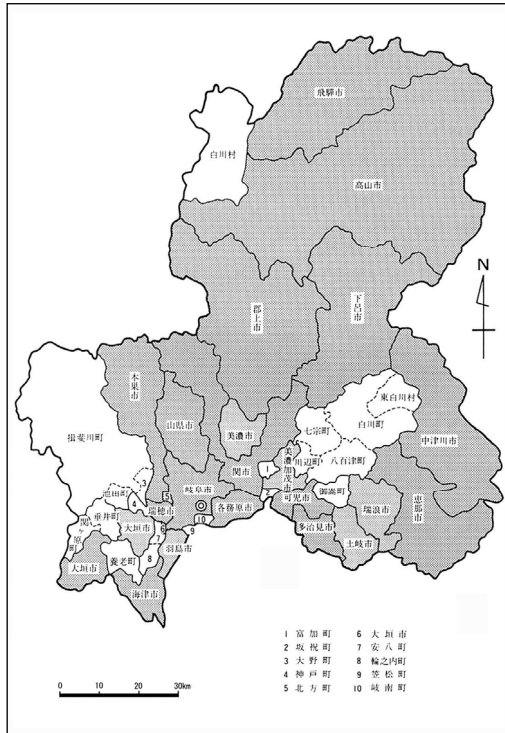 飛騨市
白川村
高山市
N
下呂市
郡上市
本巣市
東白川村
揖斐川町
山県市
七宗町
白川町
美濃市
中津川市
関市
1
川辺町
八百津町
美濃加茂市
3
池田町
4
5
岐阜市
2
可児市
御嵩町
恵那市
瑞穂市
各務原市
瑞浪市
関ヶ原町
垂井町
大垣市
6
10
9
多治見市
7
羽島市
土岐市
大垣市
養老町
8
海津市
1 富加町
2 坂祝町
3 大野町
4 神戸町
5 北方町
6 大垣市
7 安八町
8 輪之内町
9 笠松町
10 岐南町
0 10 20 30km